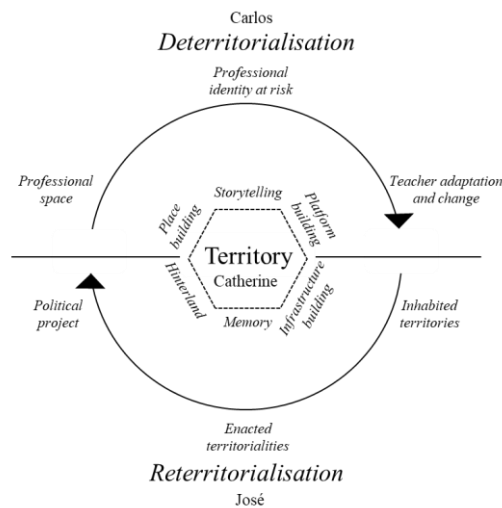 Carlos
Deterritorialisation
Professional
identity at risk
Professional
space
Teacher adaptation
and change
Storytelling
Place
building
Platform
building
Territory
Catherine
Hinterland
Memory
Infrastructure
building
Political
project
Inhabited
territories
Enacted
territorialities
Reterritorialisation
José